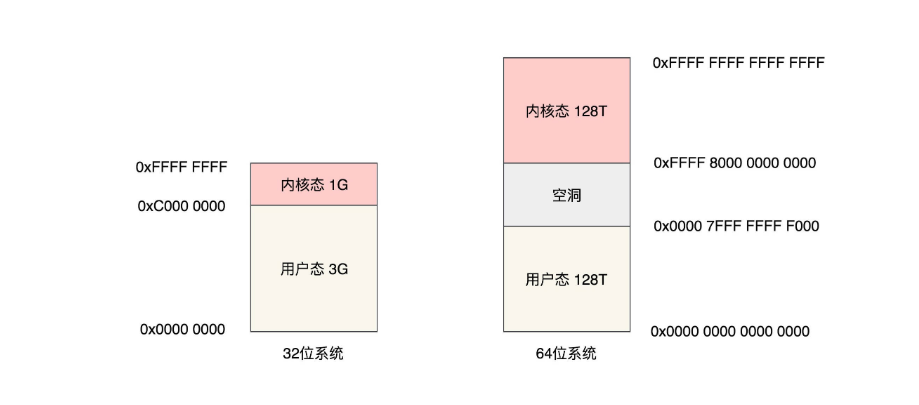 0xFFFF FFFF
0xC000 0000
0x0000 0000
内核态 1G
用户态 3G
32位系统
内核态 128T
空洞
用户态 128T
64位系统
0xFFFF FFFF FFFF FFFF
0xFFFF 8000 0000 0000
0x0000 7FFF FFFF F000
0x0000 0000 0000 0000